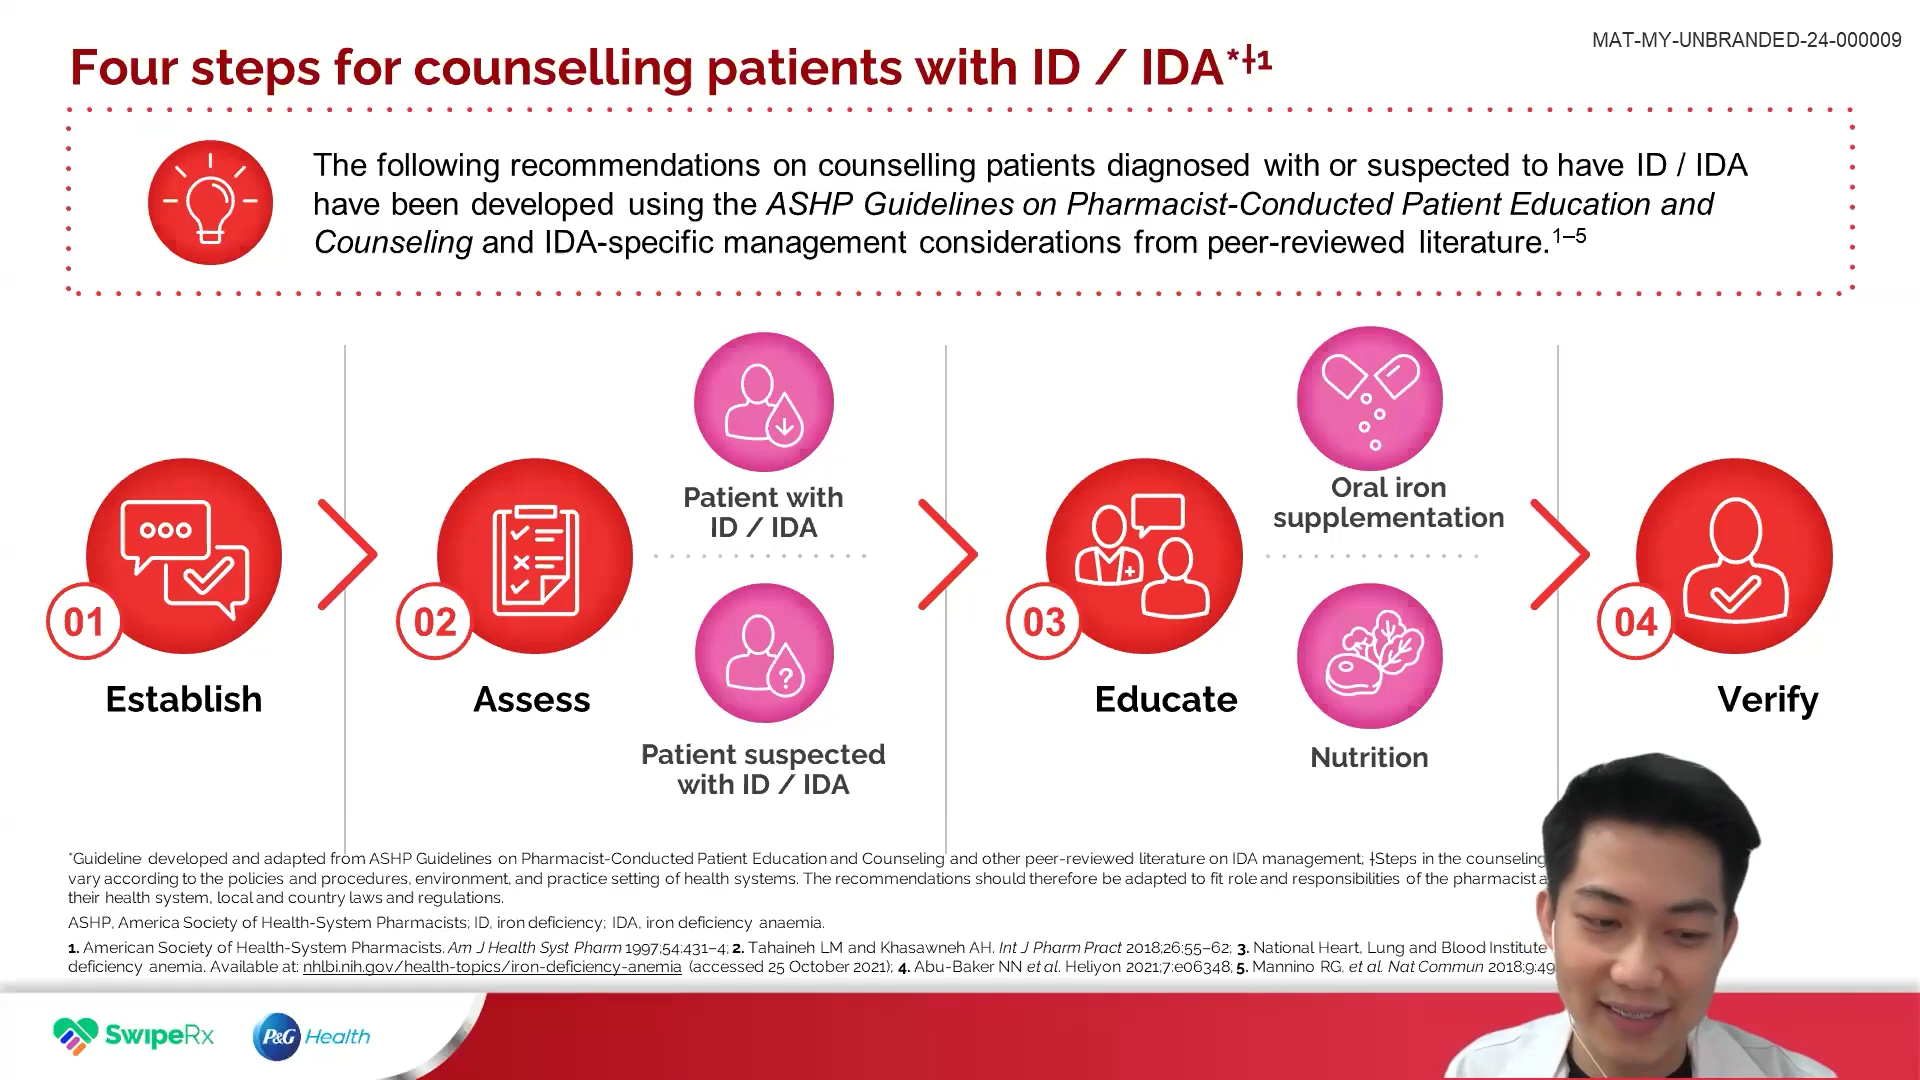 MAT-MY-UNBRANDED-24-000009
Four steps for counselling patients with ID / IDA*†1
The following recommendations on counselling patients diagnosed with or suspected to have ID / IDA
have been developed using the ASHP Guidelines on Pharmacist-Conducted Patient Education and
Counseling and IDA-specific management considerations from peer-reviewed literature.1–5
01
Establish
02
Assess
Patient with
ID / IDA
?
Patient suspected
with ID / IDA
03
Educate
Oral iron
supplementation
Nutrition
04
Verify
*Guideline developed and adapted from ASHP Guidelines on Pharmacist-Conducted Patient Education and Counseling and other peer-reviewed literature on IDA management; ‡Steps in the counseling
vary according to the policies and procedures, environment, and practice setting of health systems. The recommendations should therefore be adapted to fit role and responsibilities of the pharmacist
their health system, local and country laws and regulations.
ASHP, America Society of Health-System Pharmacists; ID, iron deficiency; IDA, iron deficiency anaemia.
1. American Society of Health-System Pharmacists. Am J Health Syst Pharm 1997;54:431–4; 2. Tahaineh LM and Khasawneh AH. Int J Pharm Pract 2018;26:55–62; 3. National Heart, Lung and Blood Institute
deficiency anemia. Available at: nhlbi.nih.gov/health-topics/iron-deficiency-anemia (accessed 25 October 2021); 4. Abu-Baker NN et al. Heliyon 2021;7:e06348; 5. Mannino RG, et al. Nat Commun 2018;9:49
SwipeRx
P&G Health